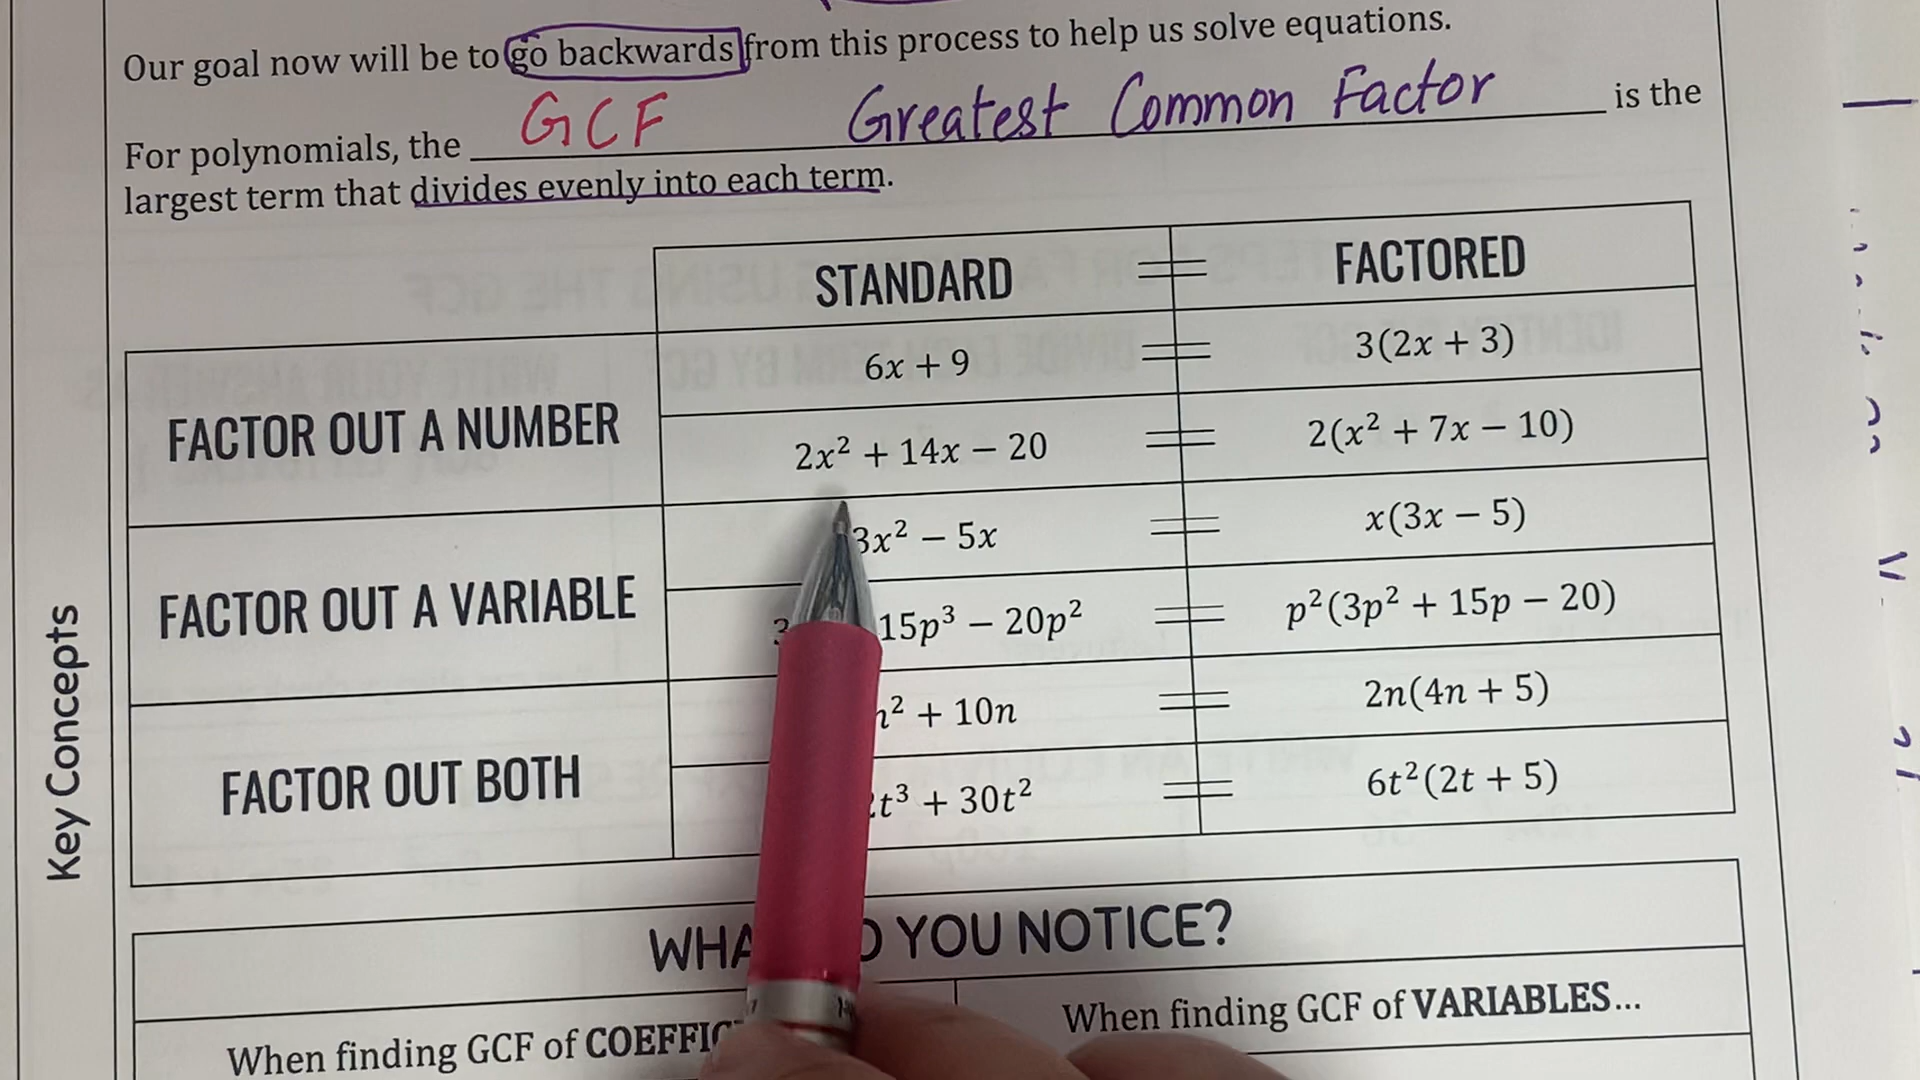 Our goal now will be to go backwards from this process to help us solve equations.
For polynomials, the GCF Greatest Common Factor is the
largest term that divides evenly into each term.
STANDARD = FACTORED
FACTOR OUT A NUMBER
6x + 9 = 3(2x + 3)
2x² + 14x − 20 = 2(x² + 7x − 10)
FACTOR OUT A VARIABLE
3x² − 5x = x(3x − 5)
15p³ − 20p² = p²(3p² + 15p − 20)
FACTOR OUT BOTH
+ 10n = 2n(4n + 5)
t³ + 30t² = 6t²(2t + 5)
Key Concepts
YOU NOTICE?
When finding GCF of
When finding GCF of VARIABLES...